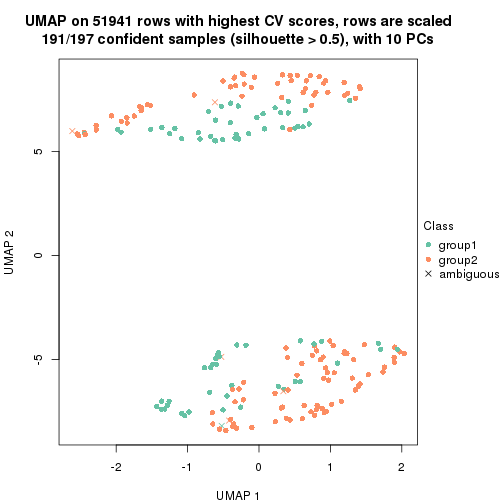 UMAP on 51941 rows with highest CV scores, rows are scaled
191/197 confident samples (silhouette > 0.5), with 10 PCs
5
0
-5
UMAP 2
-2
-1
0
1
2
UMAP 1
Class
group1
group2
ambiguous